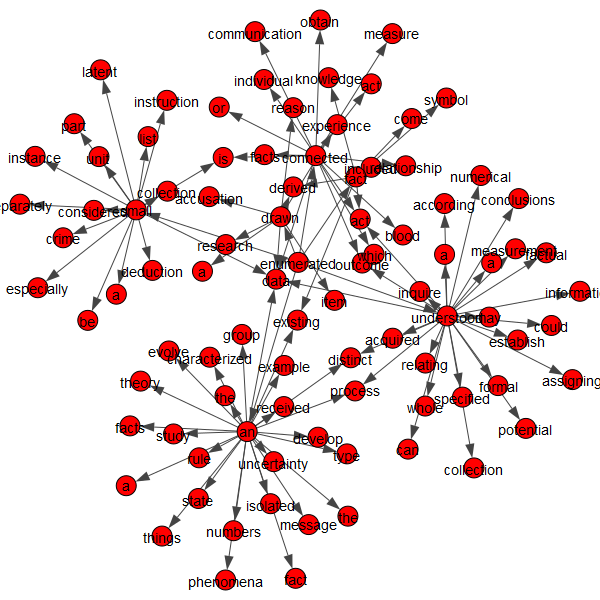 obtain
communication
measure
latent
individual
knowledge
act
symbol
instruction
or
reason
come
part
list
experience
instance
unit
is
facts
connected
included
relationship
fact
numerical
collection
derived
accusation
eparately
considered
small
drawn
act
according
conclusions
crime
research
blood
which
a
measurement
factual
deduction
a
enumerated
outcome
a
data
especially
a
item
inquire
informati
be
existing
understood
may
could
group
acquired
establish
evolve
characterized
example
distinct
relating
theory
process
formal
assigning
the
received
whole
specified
facts
study
an
develop
potential
rule
uncertainty
type
can
collection
a
state
isolated
things
numbers
message
the
phenomena
fact